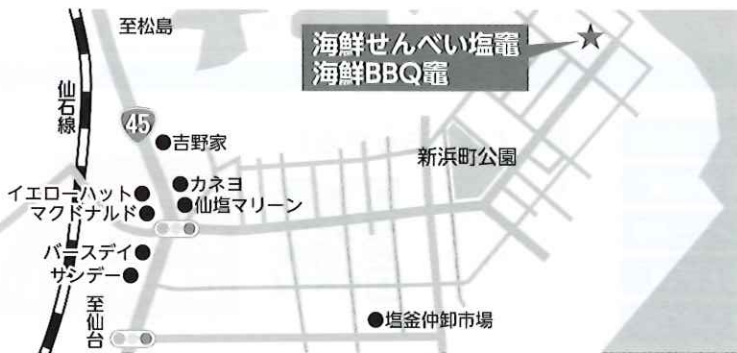 至松島
海鮮せんべい塩竈
海鮮BBQ竈
仙石線
45
吉野家
新浜町公園
カネヨ
イエローハット
仙塩マリーン
マクドナルド
バースデイ
サンデー
至仙台
塩釜仲卸市場